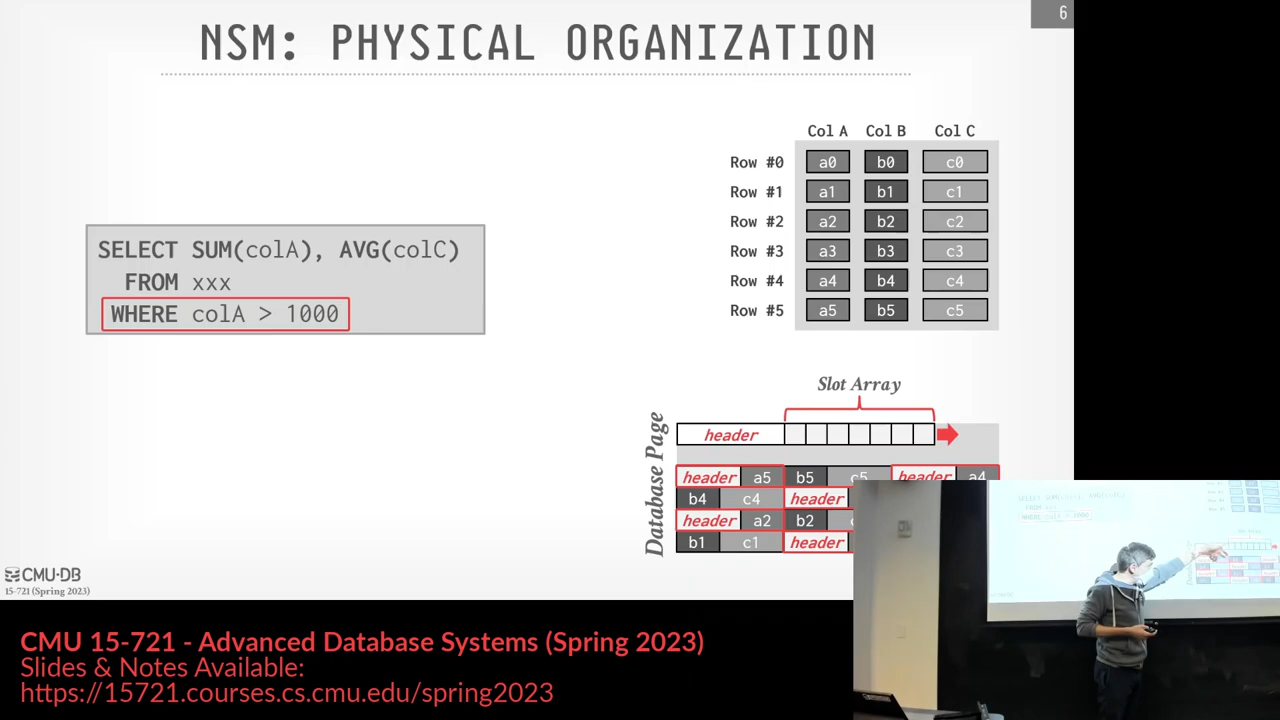 6
NSM: PHYSICAL ORGANIZATION
Col A Col B Col C
Row #0 a0 b0 c0
Row #1 a1 b1 c1
Row #2 a2 b2 c2
Row #3 a3 b3 c3
Row #4 a4 b4 c4
Row #5 a5 b5 c5
SELECT SUM(colA), AVG(colC)
FROM xxx
WHERE colA > 1000
Slot Array
Database Page
header
header a5 b5 c5 header a4
b4 c4 header
header a2 b2
b1 c1 header
CMU·DB
15-721 (Spring 2023)
CMU 15-721 - Advanced Database Systems (Spring 2023)
Slides & Notes Available:
https://15721.courses.cs.cmu.edu/spring2023